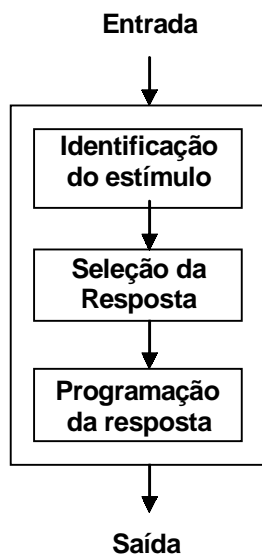 Entrada
Identificação
do estímulo
Seleção da
Resposta
Programação
da resposta
Saída